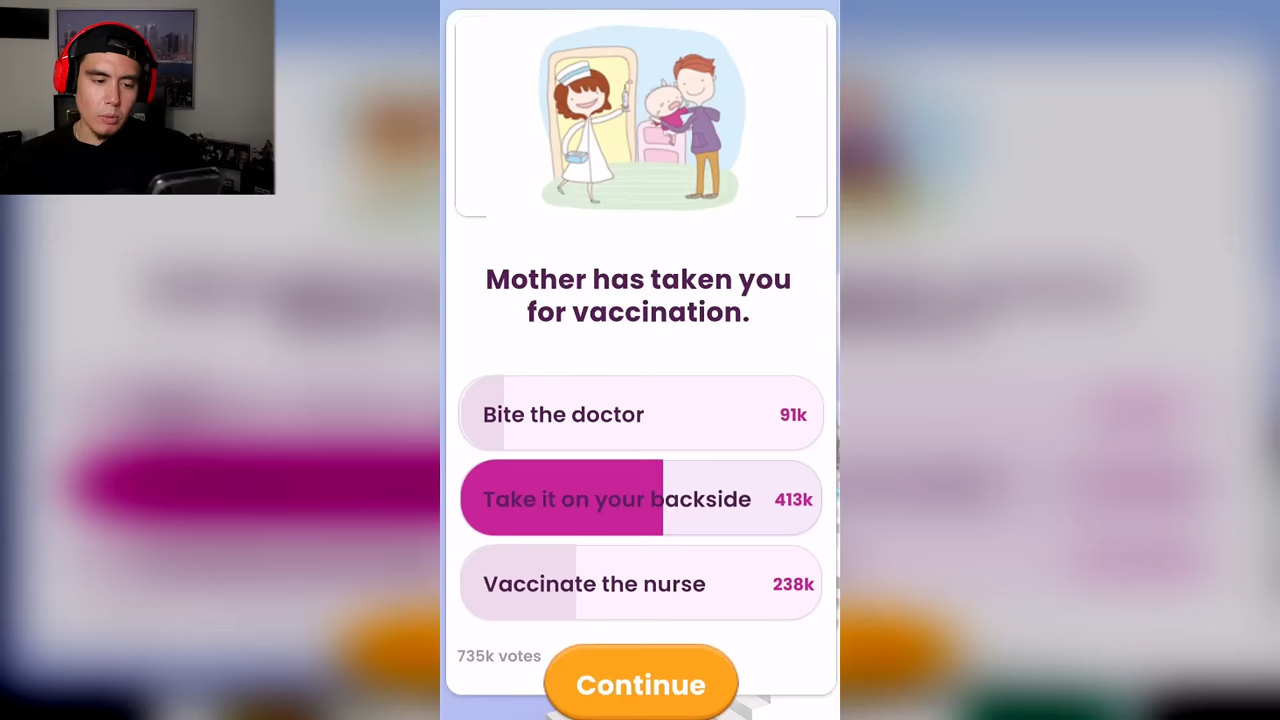 Mother has taken you
for vaccination.
Bite the doctor 91k
Take it on your backside 413k
Vaccinate the nurse 238k
735k votes
Continue